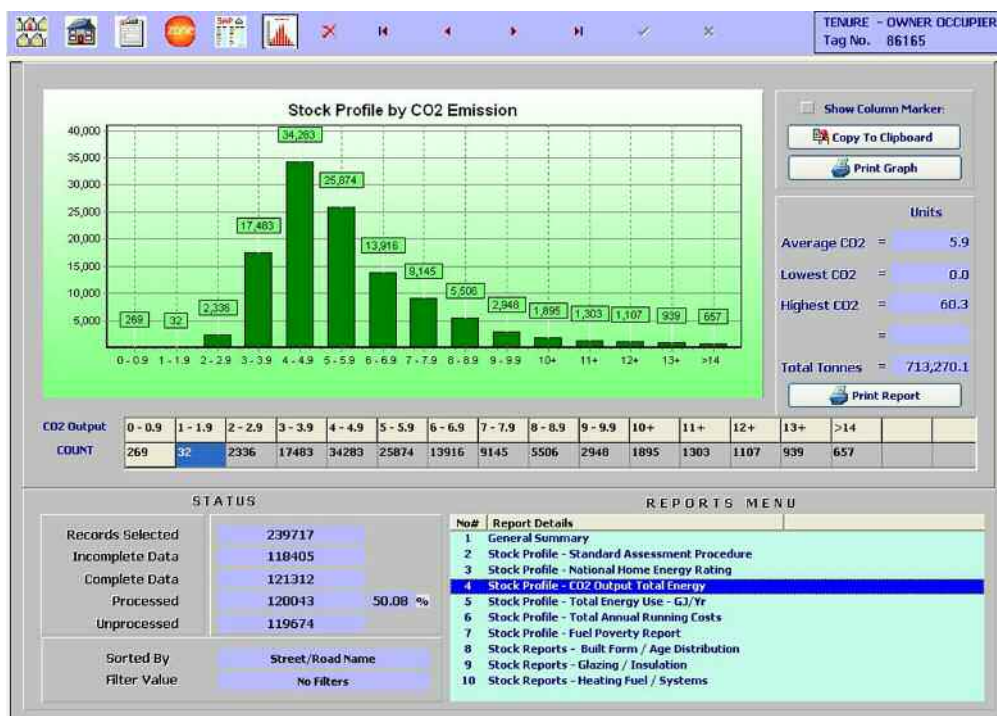 TENURE - OWNER OCCUPIER
Tag No. 86165
ZONE
SAP
Stock Profile by CO2 Emission
40,000
35,000
30,000
25,000
20,000
15,000
10,000
5,000
269
32
2,336
17,483
34,283
25,874
13,916
9,145
5,506
2,948
1,895
1,303
1,107
939
657
0 - 0.9 1 - 1.9 2 - 2.9 3 - 3.9 4 - 4.9 5 - 5.9 6 - 6.9 7 - 7.9 8 - 8.9 9 - 9.9 10+ 11+ 12+ 13+ >14
Show Column Marker:
Copy To Clipboard
Print Graph
Units
Average CO2 = 5.9
Lowest CO2 = 0.0
Highest CO2 = 60.3
=
Total Tonnes = 713,270.1
Print Report
CO2 Output 0 - 0.9 1 - 1.9 2 - 2.9 3 - 3.9 4 - 4.9 5 - 5.9 6 - 6.9 7 - 7.9 8 - 8.9 9 - 9.9 10+ 11+ 12+ 13+ >14
COUNT 269 32 2336 17483 34283 25874 13916 9145 5506 2948 1895 1303 1107 939 657
STATUS
Records Selected 239717
Incomplete Data 118405
Complete Data 121312
Processed 120043 50.08 %
Unprocessed 119674
Sorted By Street/Road Name
Filter Value No Filters
REPORTS MENU
No# Report Details
1 General Summary
2 Stock Profile - Standard Assessment Procedure
3 Stock Profile - National Home Energy Rating
4 Stock Profile - CO2 Output Total Energy
5 Stock Profile - Total Energy Use - GJ/Yr
6 Stock Profile - Total Annual Running Costs
7 Stock Profile - Fuel Poverty Report
8 Stock Reports - Built Form / Age Distribution
9 Stock Reports - Glazing / Insulation
10 Stock Reports - Heating Fuel / Systems